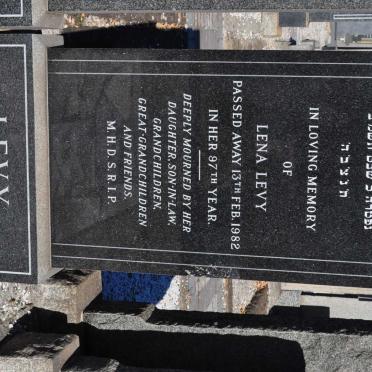 ת נ צ ב ה
IN LOVING MEMORY
OF
LENA LEVY
PASSED AWAY 13TH FEB. 1982
IN HER 97TH YEAR.
DEEPLY MOURNED BY HER
DAUGHTER, SON-IN-LAW,
GRANDCHILDREN,
GREAT-GRANDCHILDREN
AND FRIENDS.
M.H.D.S.R.I.P.
LEVY